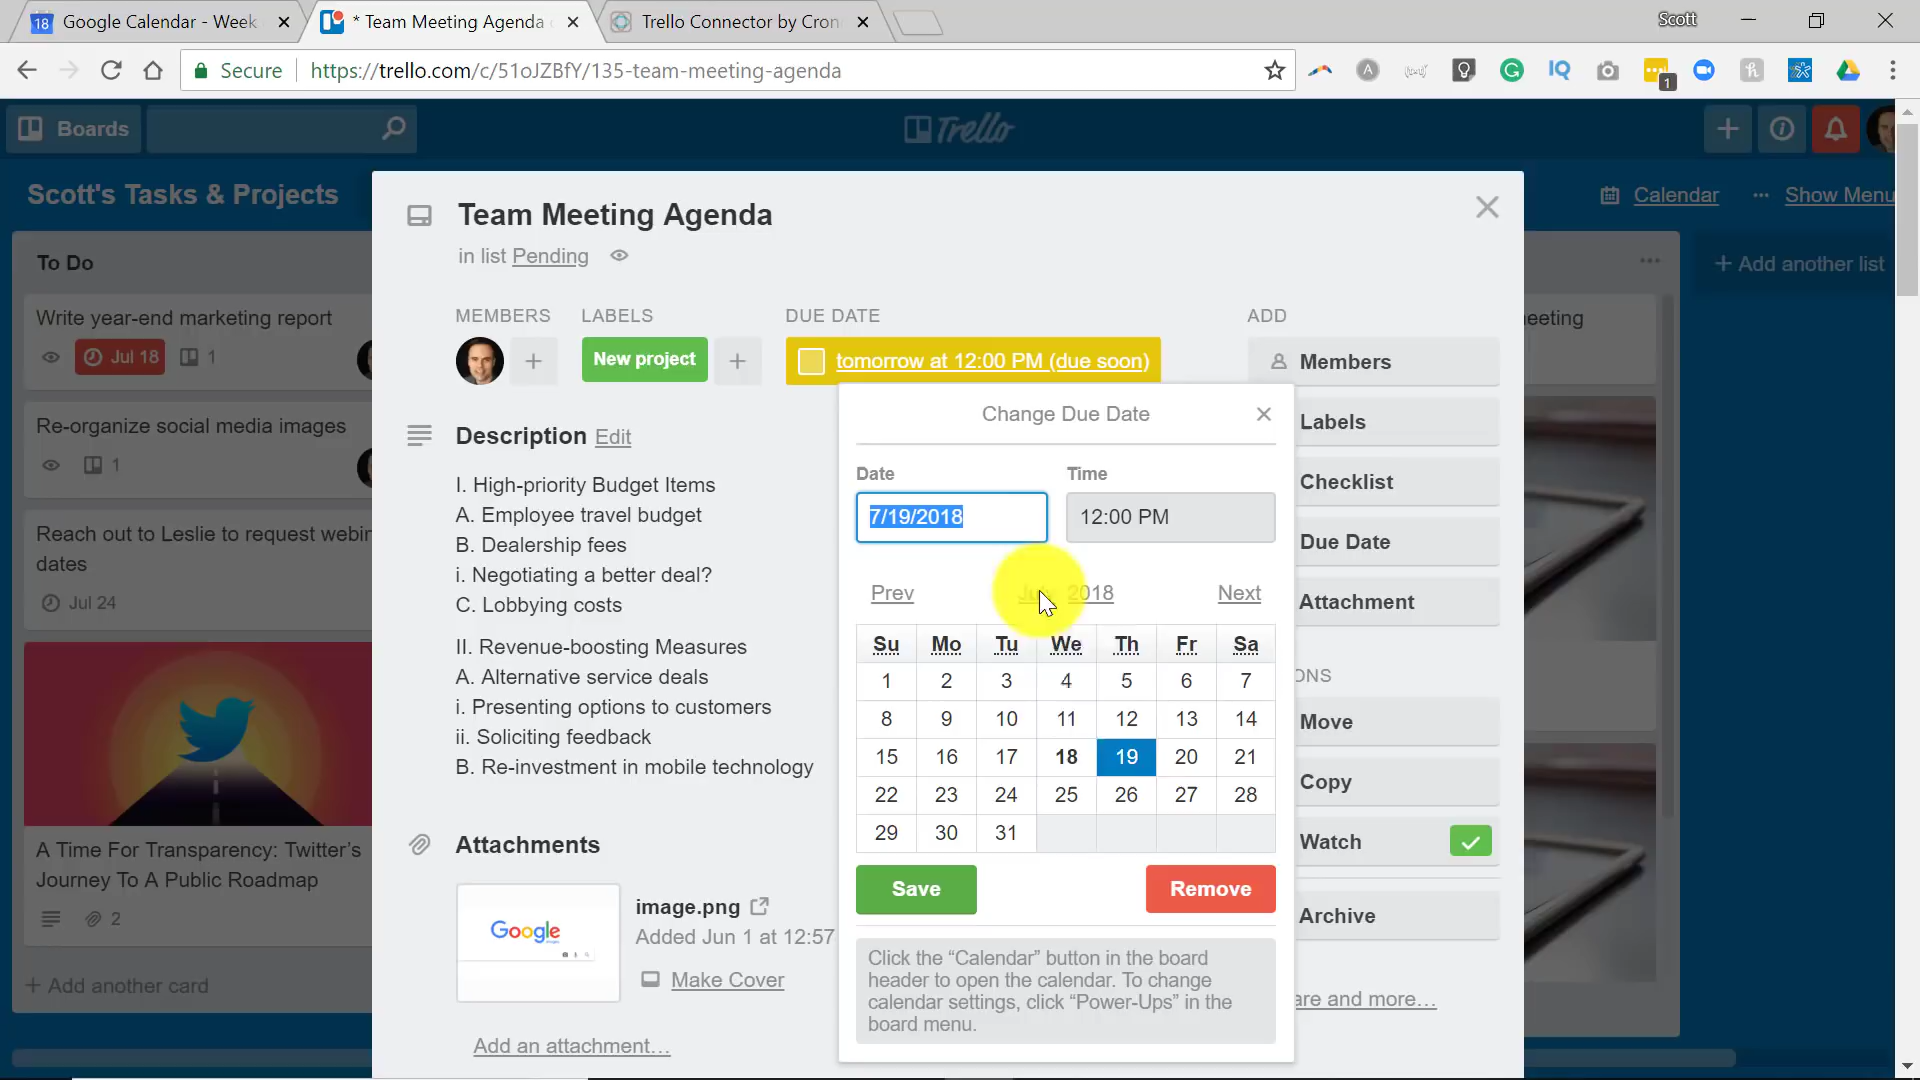 Google Calendar - Week
* Team Meeting Agenda
Trello Connector by Cron
Scott
Secure
https://trello.com/c/51oJZBfY/135-team-meeting-agenda
1
Boards
Trello
Scott's Tasks & Projects
Calendar
Show Menu
To Do
Write year-end marketing report
Jul 18
1
Re-organize social media images
1
Reach out to Leslie to request webin
dates
Jul 24
A Time For Transparency: Twitter's
Journey To A Public Roadmap
2
+ Add another card
Team Meeting Agenda
in list Pending
MEMBERS
LABELS
DUE DATE
New project
tomorrow at 12:00 PM (due soon)
Description Edit
I. High-priority Budget Items
A. Employee travel budget
B. Dealership fees
i. Negotiating a better deal?
C. Lobbying costs
II. Revenue-boosting Measures
A. Alternative service deals
i. Presenting options to customers
ii. Soliciting feedback
B. Re-investment in mobile technology
Attachments
Google
image.png
Added Jun 1 at 12:57
Make Cover
Add an attachment…
Change Due Date
Date
Time
7/19/2018
12:00 PM
Prev
July 2018
Next
Su Mo Tu We Th Fr Sa
1 2 3 4 5 6 7
8 9 10 11 12 13 14
15 16 17 18 19 20 21
22 23 24 25 26 27 28
29 30 31
Save
Remove
Click the “Calendar” button in the board
header to open the calendar. To change
calendar settings, click “Power-Ups” in the
board menu.
ADD
Members
Labels
Checklist
Due Date
Attachment
ONS
Move
Copy
Watch
Archive
are and more…
eeting
+ Add another list